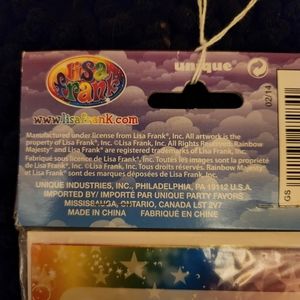 lisa frank
unique
www.lisafrank.com
Manufactured under license from Lisa Frank®, Inc. All artwork is the
property of ©Lisa Frank®, Inc. ©Lisa Frank®, Inc. All Rights Reserved. Rainbow
Majesty® and Lisa Frank® are registered trademarks of Lisa Frank®, Inc.
Fabriqué sous licence de Lisa Frank®, Inc. Toutes les images sont la propriété
de ©Lisa Frank®, Inc. ©Lisa Frank®, Inc. Tous droits réservés. Rainbow Majesty®
et Lisa Frank® sont des marques déposées de Lisa Frank®, Inc.
UNIQUE INDUSTRIES, INC., PHILADELPHIA, PA 19112 U.S.A.
IMPORTED BY/ IMPORTÉ PAR UNIQUE PARTY FAVORS
MISSISSAUGA, ONTARIO, CANADA L5T 2V7
MADE IN CHINA FABRIQUÉ EN CHINE
02/14
GS